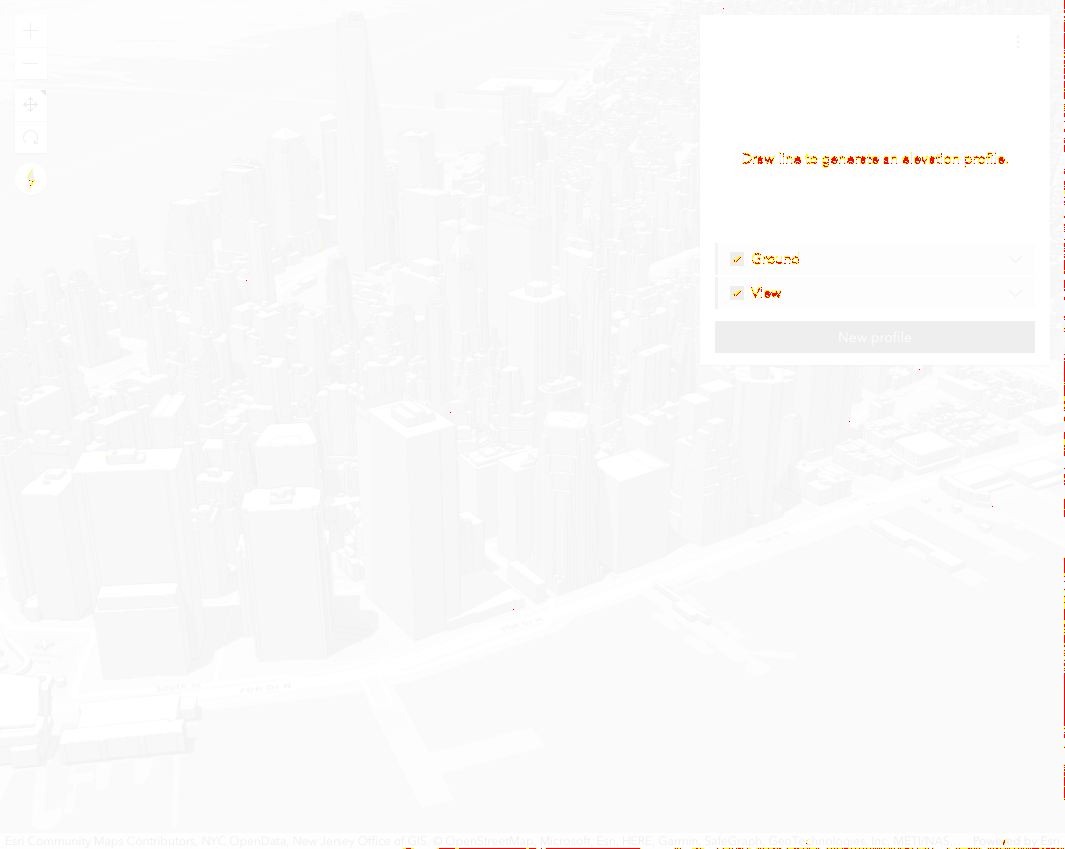 Draw line to generate an elevation profile.
Ground
View
New profile
Esri Community Maps Contributors, NYC OpenData, New Jersey Office of GIS, © OpenStreetMap, Microsoft, Esri, HERE, Garmin, SafeGraph, GeoTechnologies, Inc, METI/NAS Powered by Esri